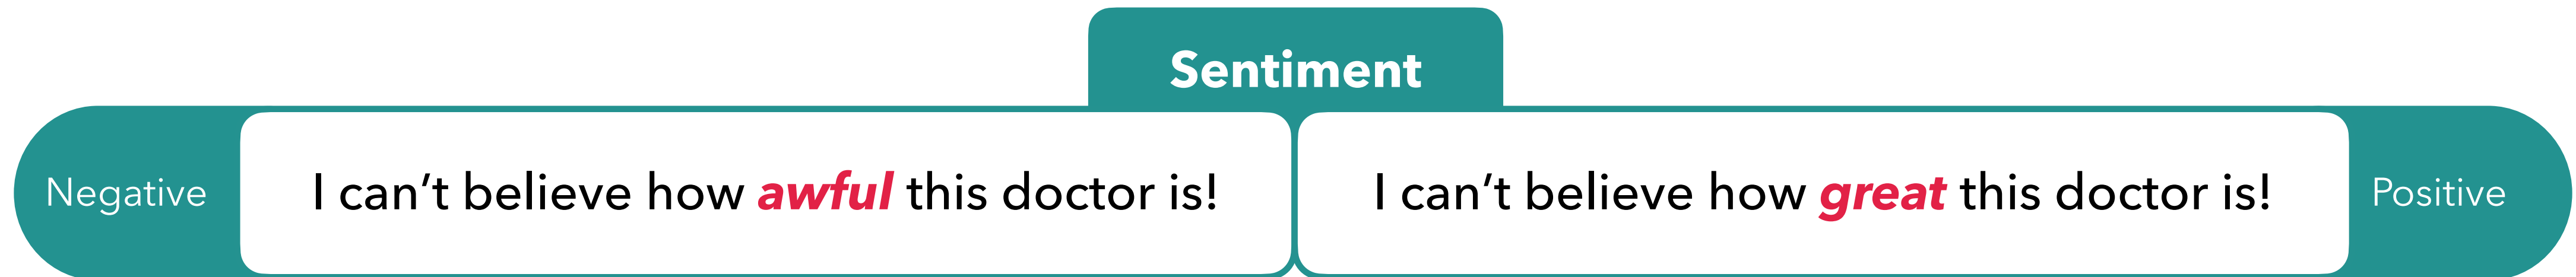 Sentiment
Negative
I can’t believe how awful this doctor is!
I can’t believe how great this doctor is!
Positive